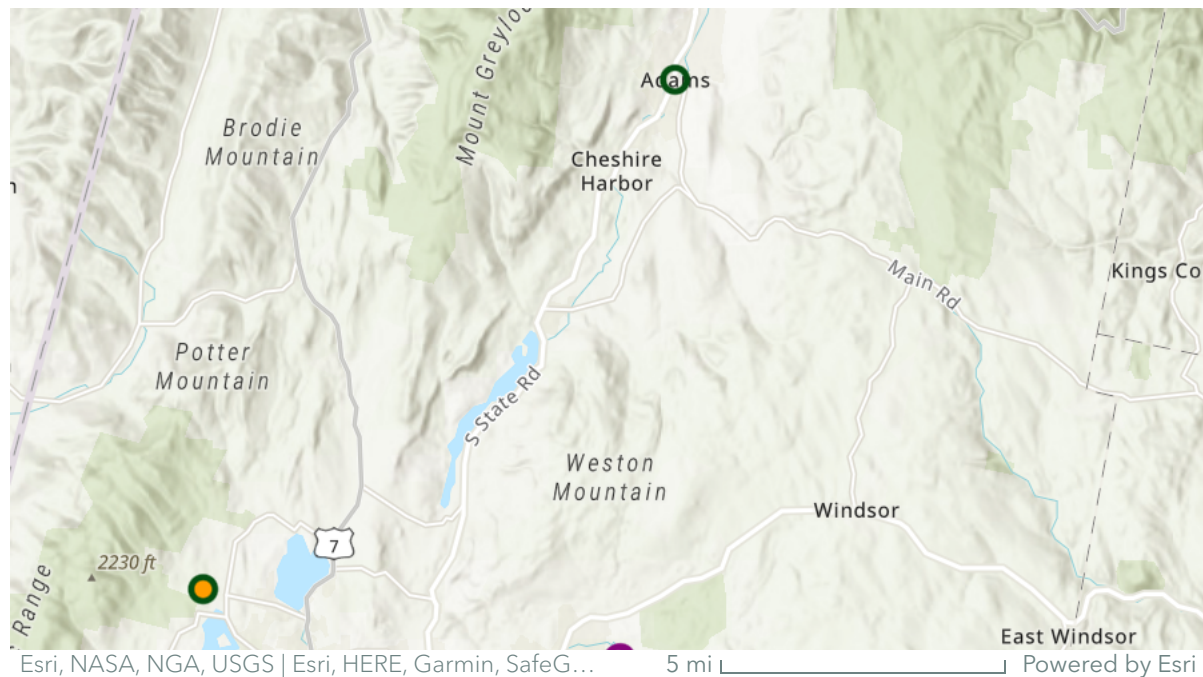 Mount Greylo
Adams
Brodie
Mountain
Cheshire
Harbor
n
Kings Co
Main Rd
Potter
Mountain
S State Rd
Weston
Mountain
Windsor
7
2230 ft
Range
East Windsor
Esri, NASA, NGA, USGS | Esri, HERE, Garmin, SafeG...
5 mi
Powered by Esri